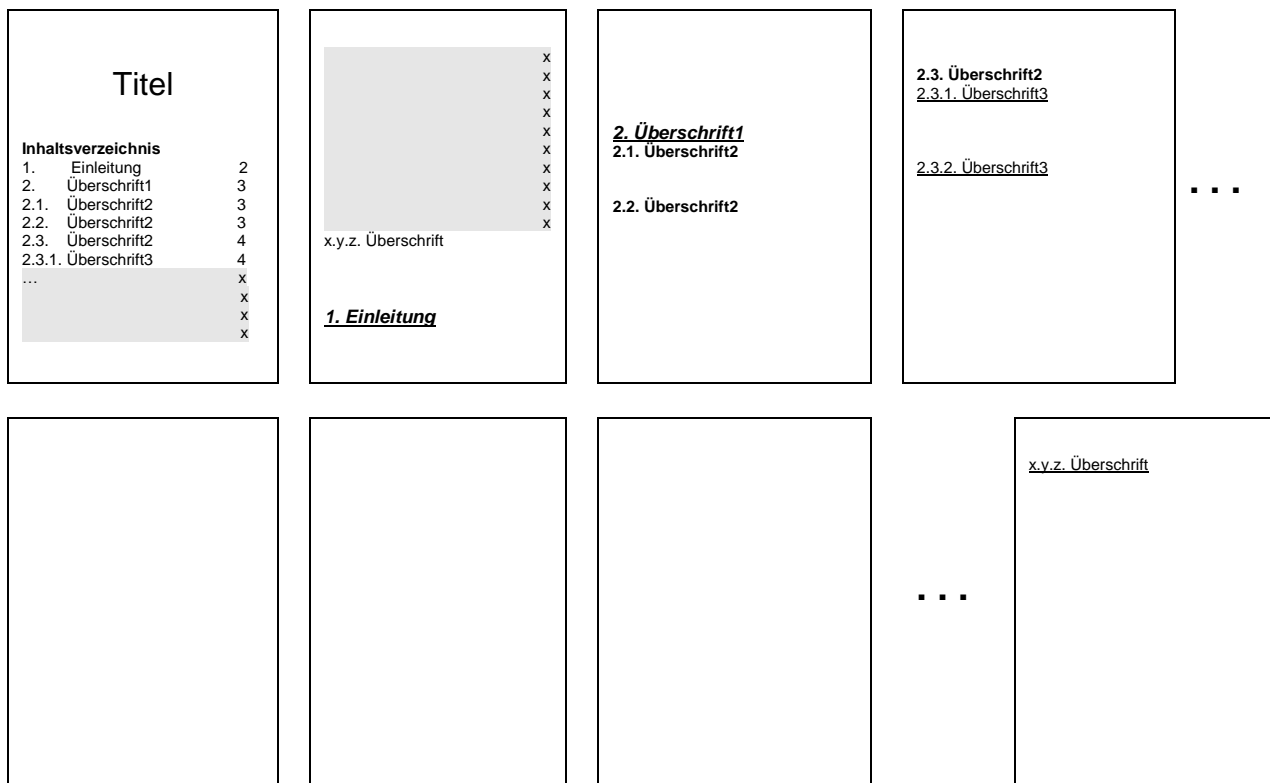 Titel
Inhaltsverzeichnis
1. Einleitung 2
2. Überschrift1 3
2.1. Überschrift2 3
2.2. Überschrift2 3
2.3. Überschrift2 4
2.3.1. Überschrift3 4
… x
x
x
x
x
x
x
x
x
x
x
x
x
x
x.y.z. Überschrift
1. Einleitung
2. Überschrift1
2.1. Überschrift2
2.2. Überschrift2
2.3. Überschrift2
2.3.1. Überschrift3
2.3.2. Überschrift3
. . .
. . .
x.y.z. Überschrift